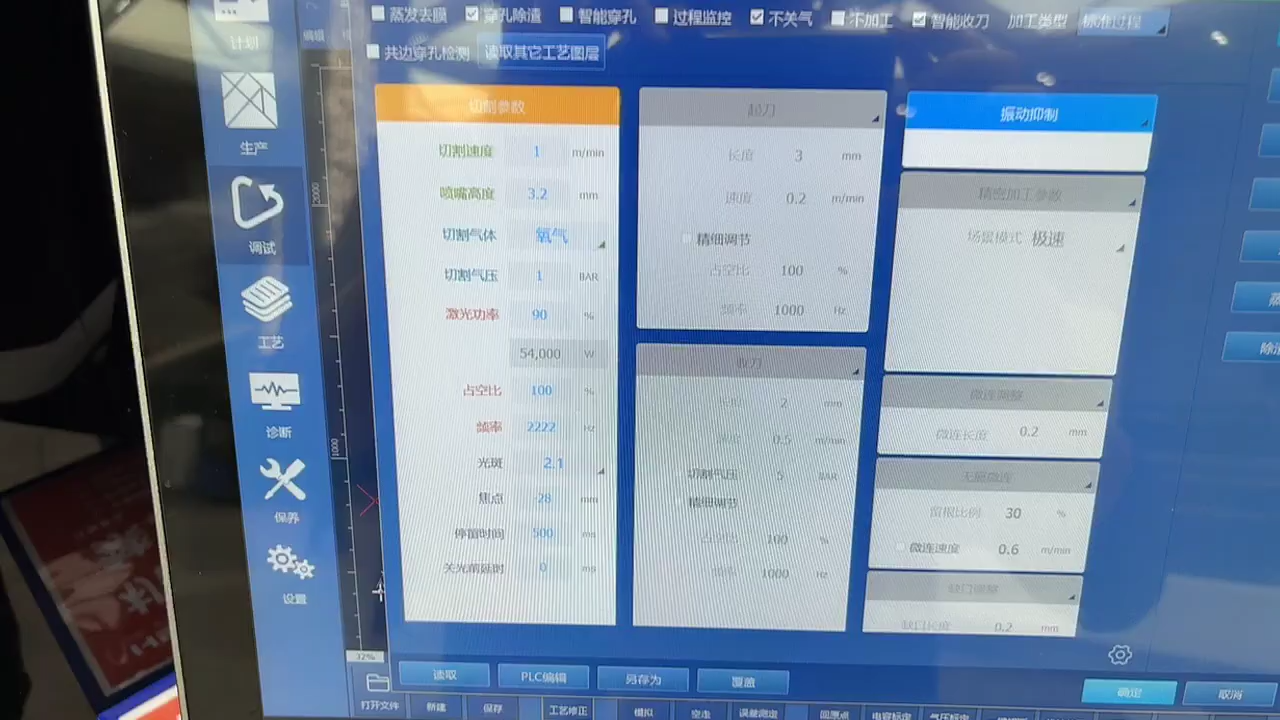 蒸发去膜 穿孔除渣 智能穿孔 过程监控 不关气 不加工 智能收刀 加工类型 标准过程
共边穿孔检测 读取其它工艺图层
计划
生产
调试
工艺
诊断
保养
设置
编辑
2000
1000
32%
切割参数
切割速度 1 m/min
喷嘴高度 3.2 mm
切割气体 氧气
切割气压 1 BAR
激光功率 90 %
54,000 W
占空比 100 %
频率 2222 Hz
光斑 2.1
焦点 -28 mm
停留时间 500 ms
关光前延时 0 ms
起刀
长度 3 mm
速度 0.2 m/min
精细调节
占空比 100 %
频率 1000 Hz
收刀
2 mm
0.5 m/min
切割气压 5 BAR
精细调节
占空比 100 %
频率 1000 Hz
振动抑制
精密加工参数
场景模式 极速
微连调整
微连长度 0.2 mm
无痕微连
留根比例 30 %
微连速度 0.6 m/min
缺口调整
缺口长度 0.2 mm
读取 PLC编辑 另存为 覆盖
确定 取消
打开文件 新建 保存 工艺修正 模拟 空走 误差测定 回原点 电容标定 气压标定